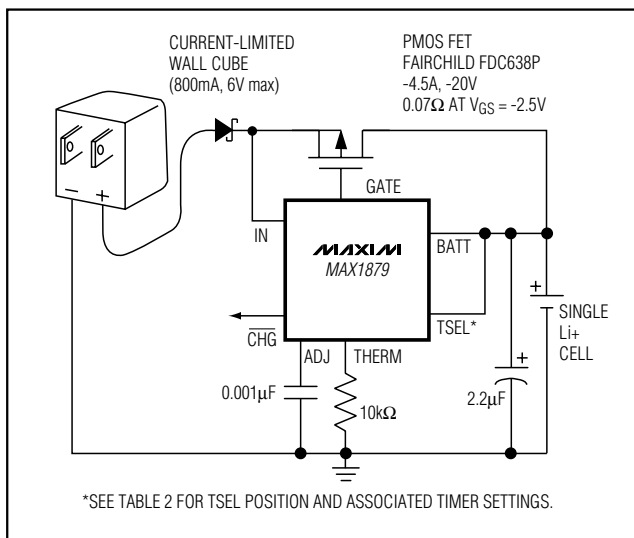 CURRENT-LIMITED
WALL CUBE
(800mA, 6V max)
PMOS FET
FAIRCHILD FDC638P
-4.5A, -20V
0.07Ω AT VGS = -2.5V
− +
GATE
IN
MAXIM
MAX1879
BATT
TSEL*
CHG
ADJ
THERM
0.001µF
10kΩ
+
2.2µF
+
SINGLE
Li+
CELL
*SEE TABLE 2 FOR TSEL POSITION AND ASSOCIATED TIMER SETTINGS.